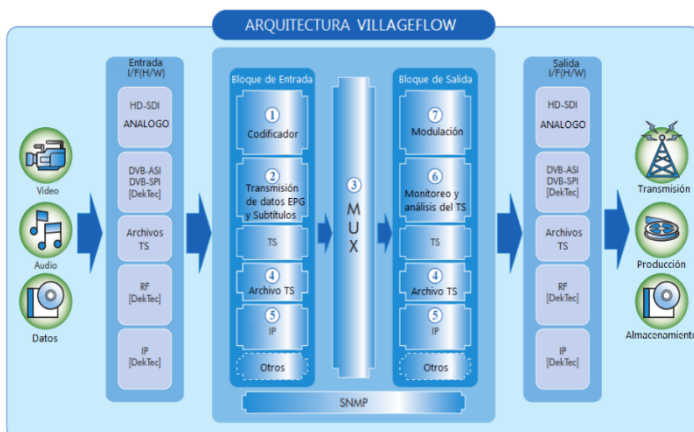 ARQUITECTURA VILLAGEFLOW
Video
Audio
Datos
Entrada
I/F(H/W)
HD-SDI
ANALOGO
DVB-ASI
DVB-SPI
[DekTec]
Archivos
TS
RF
[DekTec]
IP
[DekTec]
Bloque de Entrada
1
Codificador
2
Transmisión
de datos EPG
y Subtítulos
TS
4
Archivo TS
5
IP
Otros
3
MUX
Bloque de Salida
7
Modulación
6
Monitoreo y
análisis del TS
TS
4
Archivo TS
5
IP
Otros
SNMP
Salida
I/F(H/W)
HD-SDI
ANALOGO
DVB-ASI
DVB-SPI
[DekTec]
Archivos
TS
RF
[DekTec]
IP
[DekTec]
Transmisión
Producción
Almacenamiento